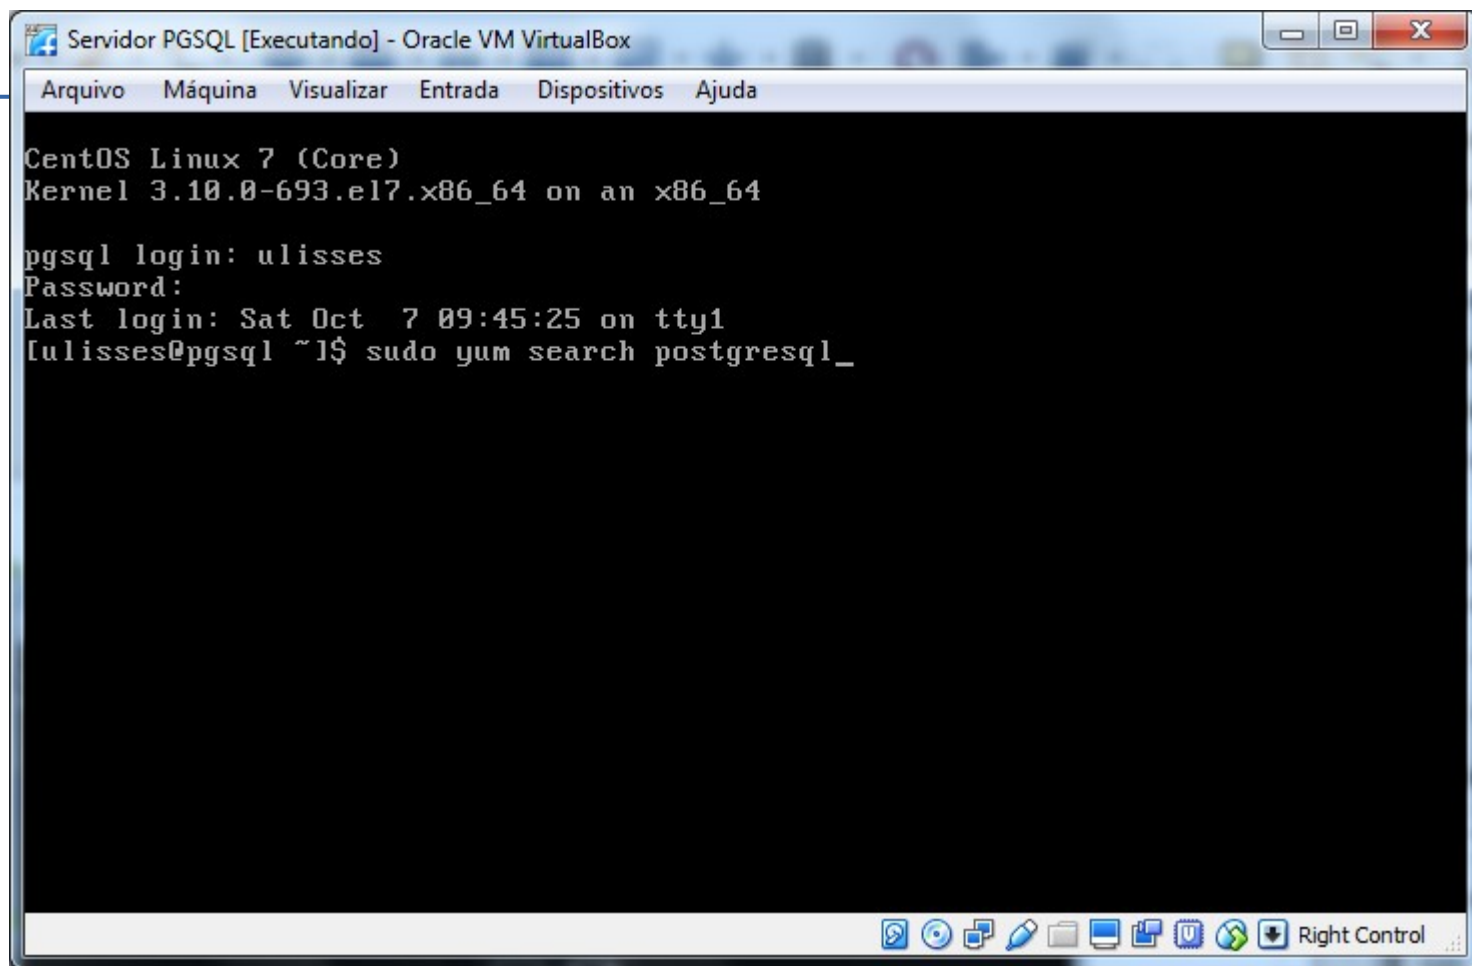 Servidor PGSQL [Executando] - Oracle VM VirtualBox
Arquivo Máquina Visualizar Entrada Dispositivos Ajuda
CentOS Linux 7 (Core)
Kernel 3.10.0-693.el7.x86_64 on an x86_64
pgsql login: ulisses
Password:
Last login: Sat Oct  7 09:45:25 on tty1
[ulisses@pgsql ~]$ sudo yum search postgresql_
Right Control